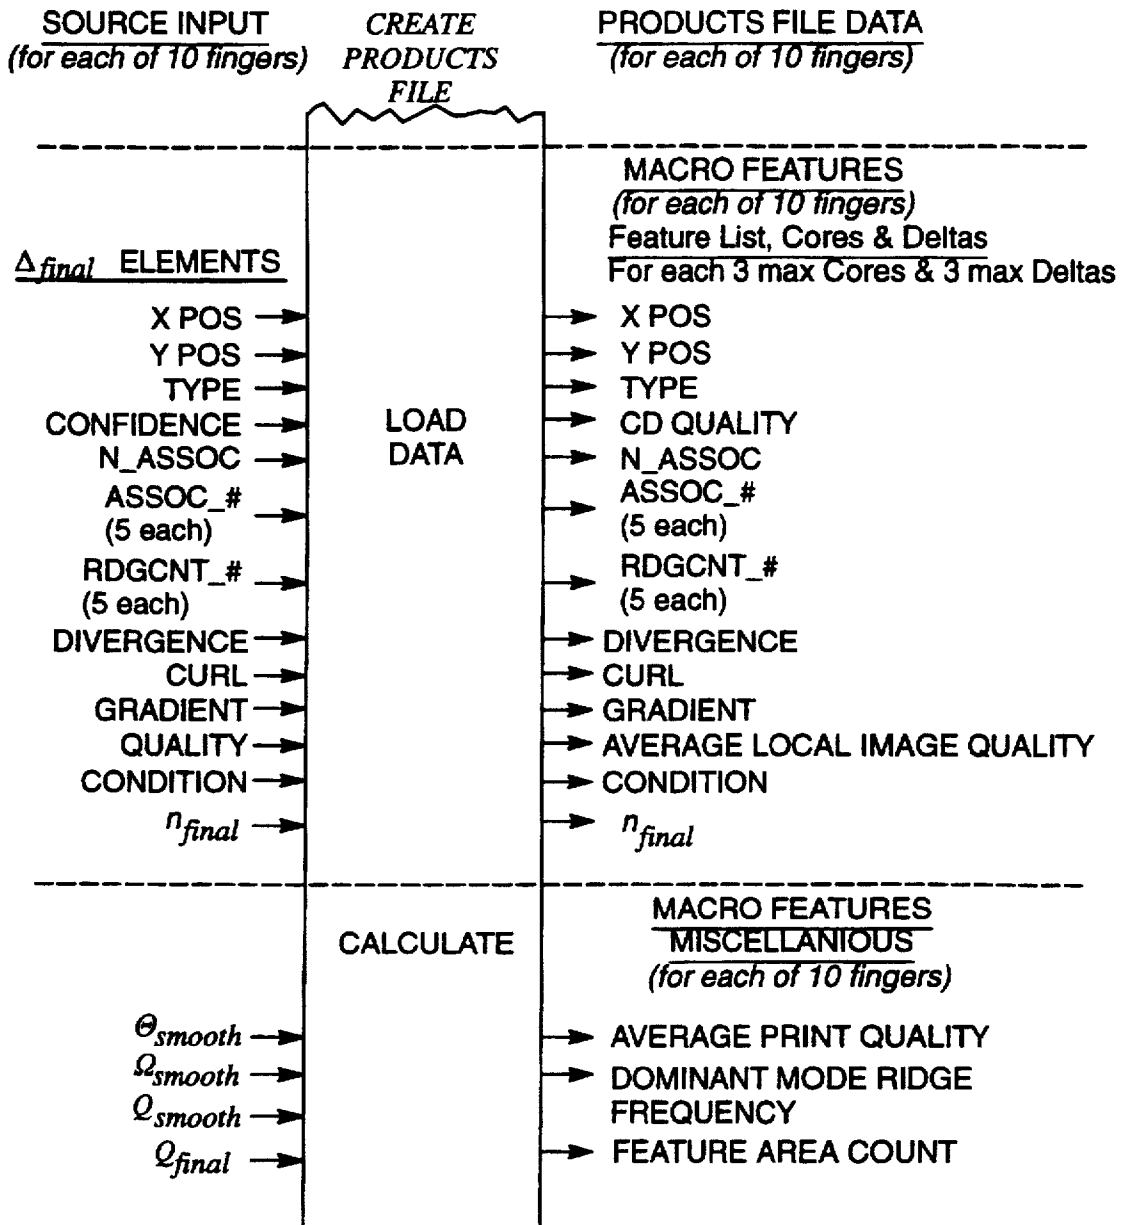 SOURCE INPUT
(for each of 10 fingers)
CREATE
PRODUCTS
FILE
PRODUCTS FILE DATA
(for each of 10 fingers)
MACRO FEATURES
(for each of 10 fingers)
Feature List, Cores & Deltas
For each 3 max Cores & 3 max Deltas
Δfinal ELEMENTS
X POS
Y POS
TYPE
CONFIDENCE
N_ASSOC
ASSOC_#
(5 each)
RDGCNT_#
(5 each)
DIVERGENCE
CURL
GRADIENT
QUALITY
CONDITION
nfinal
LOAD
DATA
X POS
Y POS
TYPE
CD QUALITY
N_ASSOC
ASSOC_#
(5 each)
RDGCNT_#
(5 each)
DIVERGENCE
CURL
GRADIENT
AVERAGE LOCAL IMAGE QUALITY
CONDITION
nfinal
CALCULATE
MACRO FEATURES
MISCELLANIOUS
(for each of 10 fingers)
Θsmooth
Ωsmooth
Qsmooth
Qfinal
AVERAGE PRINT QUALITY
DOMINANT MODE RIDGE
FREQUENCY
FEATURE AREA COUNT